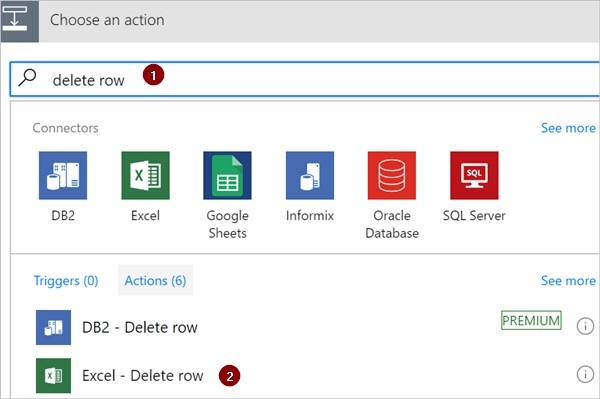 Choose an action
delete row 1
Connectors See more
DB2 Excel Google Sheets Informix Oracle Database SQL Server
Triggers (0) Actions (6) See more
DB2 - Delete row PREMIUM
Excel - Delete row 2